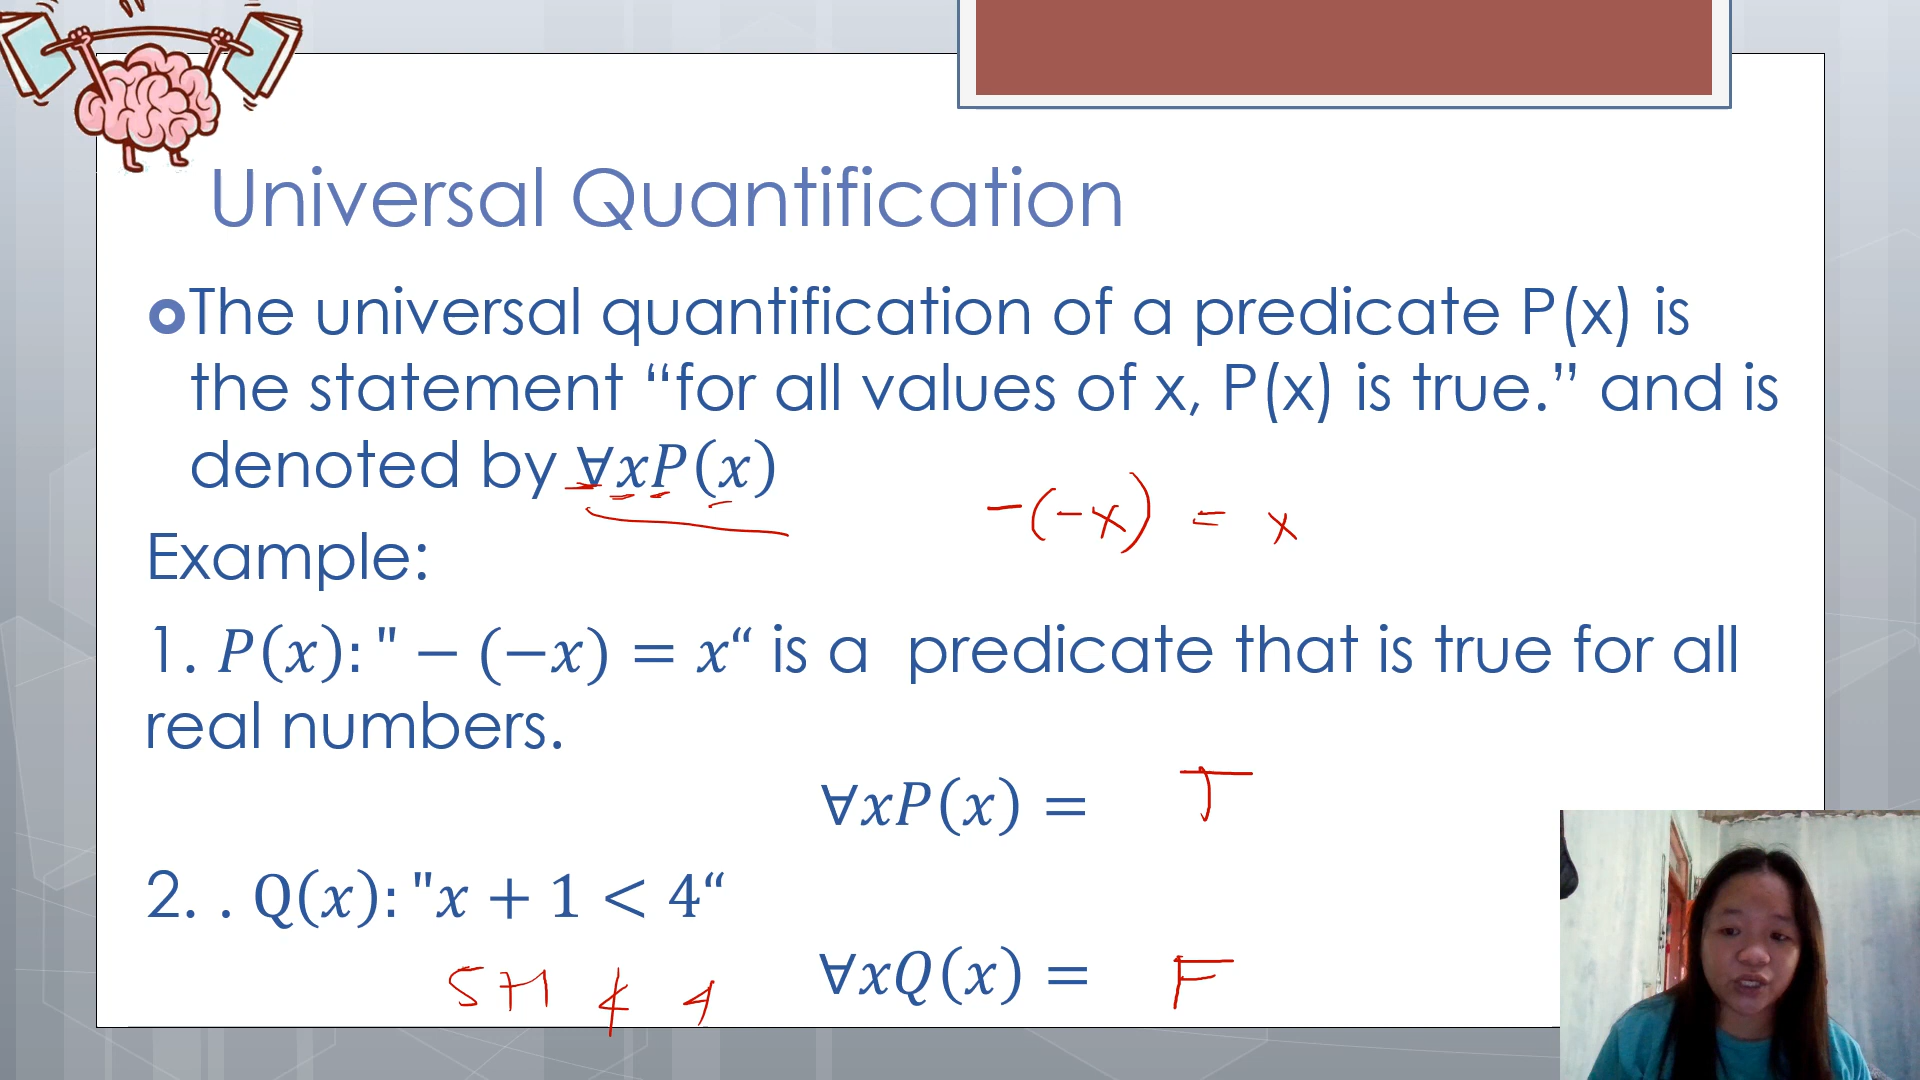 Universal Quantification
The universal quantification of a predicate P(x) is
the statement “for all values of x, P(x) is true.” and is
denoted by ∀xP(x)
-(-x) = x
Example:
1. P(x): " − (−x) = x“ is a predicate that is true for all
real numbers.
∀xP(x) = T
2. . Q(x): "x + 1 < 4“
5+1 ≮ 4
∀xQ(x) = F